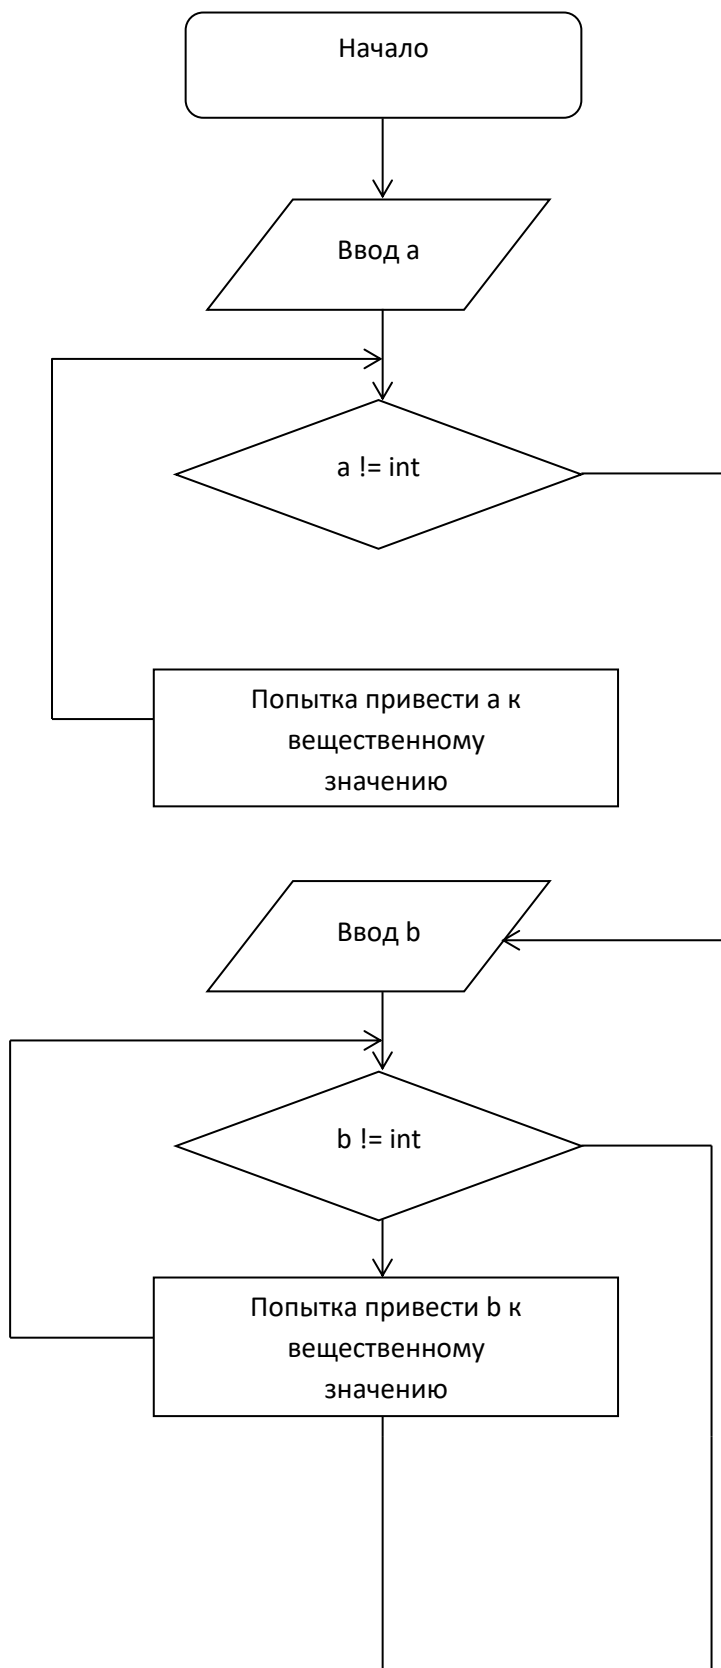 Начало
Ввод a
a != int
Попытка привести a к
вещественному
значению
Ввод b
b != int
Попытка привести b к
вещественному
значению